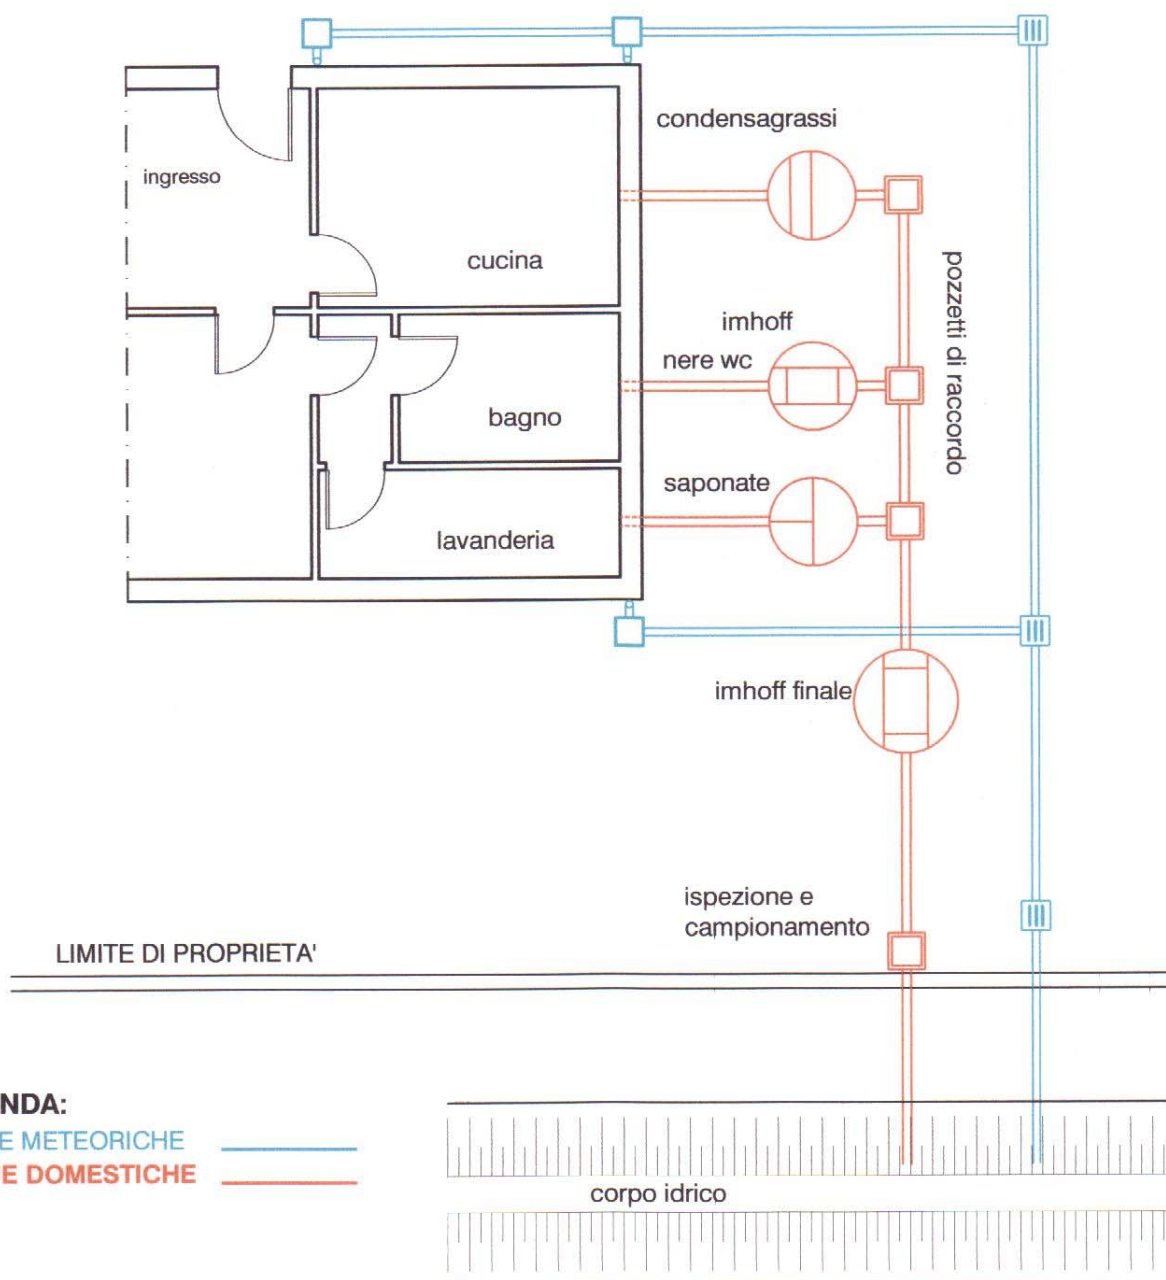 condensagrassi
ingresso
cucina
pozzetti di raccordo
imhoff
nere wc
bagno
saponate
lavanderia
imhoff finale
ispezione e
campionamento
LIMITE DI PROPRIETA'
NDA:
E METEORICHE
E DOMESTICHE
corpo idrico